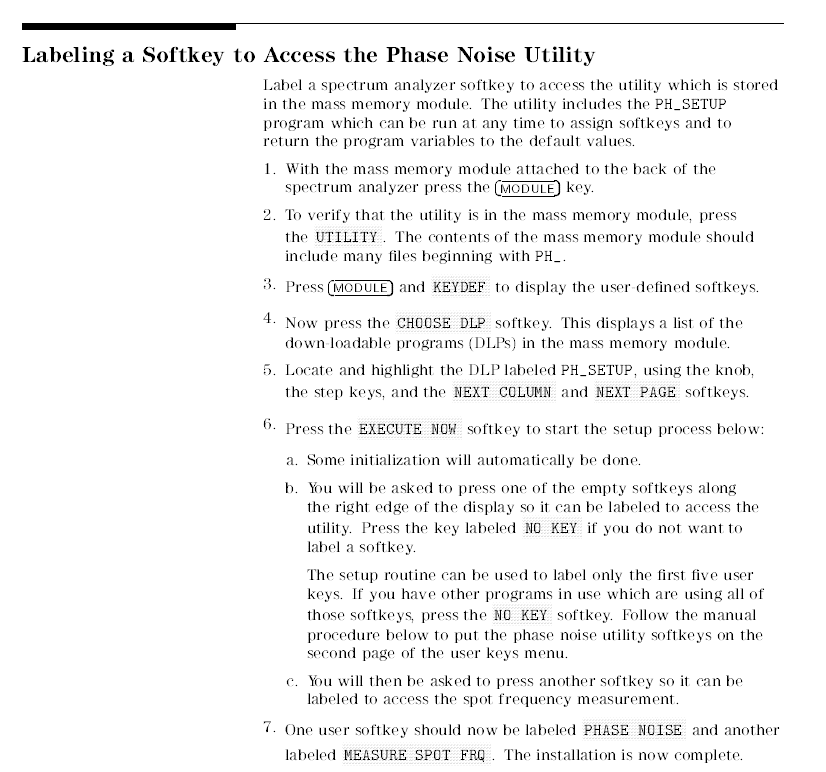 Labeling a Softkey to Access the Phase Noise Utility
Label a spectrum analyzer softkey to access the utility which is stored
in the mass memory module. The utility includes the PH_SETUP
program which can be run at any time to assign softkeys and to
return the program variables to the default values.
1. With the mass memory module attached to the back of the
spectrum analyzer press the MODULE key.
2. To verify that the utility is in the mass memory module, press
the UTILITY . The contents of the mass memory module should
include many files beginning with PH_.
3. Press MODULE and KEYDEF to display the user-defined softkeys.
4. Now press the CHOOSE DLP softkey. This displays a list of the
down-loadable programs (DLPs) in the mass memory module.
5. Locate and highlight the DLP labeled PH_SETUP, using the knob,
the step keys, and the NEXT COLUMN and NEXT PAGE softkeys.
6. Press the EXECUTE NOW softkey to start the setup process below:
a. Some initialization will automatically be done.
b. You will be asked to press one of the empty softkeys along
the right edge of the display so it can be labeled to access the
utility. Press the key labeled NO KEY if you do not want to
label a softkey.
The setup routine can be used to label only the first five user
keys. If you have other programs in use which are using all of
those softkeys, press the NO KEY softkey. Follow the manual
procedure below to put the phase noise utility softkeys on the
second page of the user keys menu.
c. You will then be asked to press another softkey so it can be
labeled to access the spot frequency measurement.
7. One user softkey should now be labeled PHASE NOISE and another
labeled MEASURE SPOT FRQ . The installation is now complete.